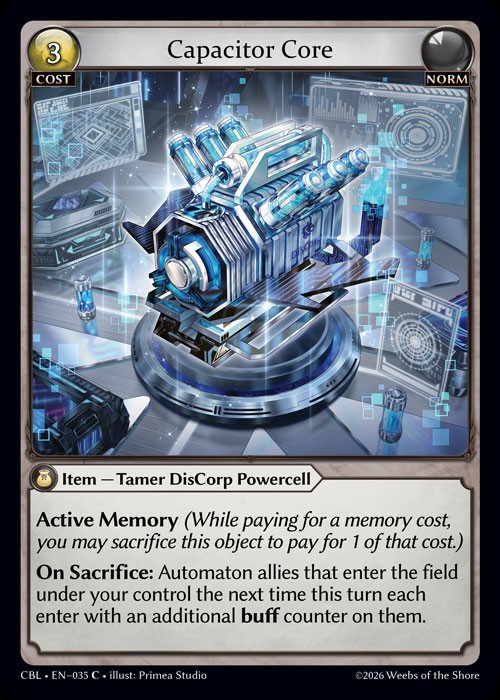 3
Capacitor Core
COST
NORM
Item — Tamer DisCorp Powercell
Active Memory (While paying for a memory cost,
you may sacrifice this object to pay for 1 of that cost.)
On Sacrifice: Automaton allies that enter the field
under your control the next time this turn each
enter with an additional buff counter on them.
CBL • EN-035 C • illust: Primea Studio
©2026 Weebs of the Shore